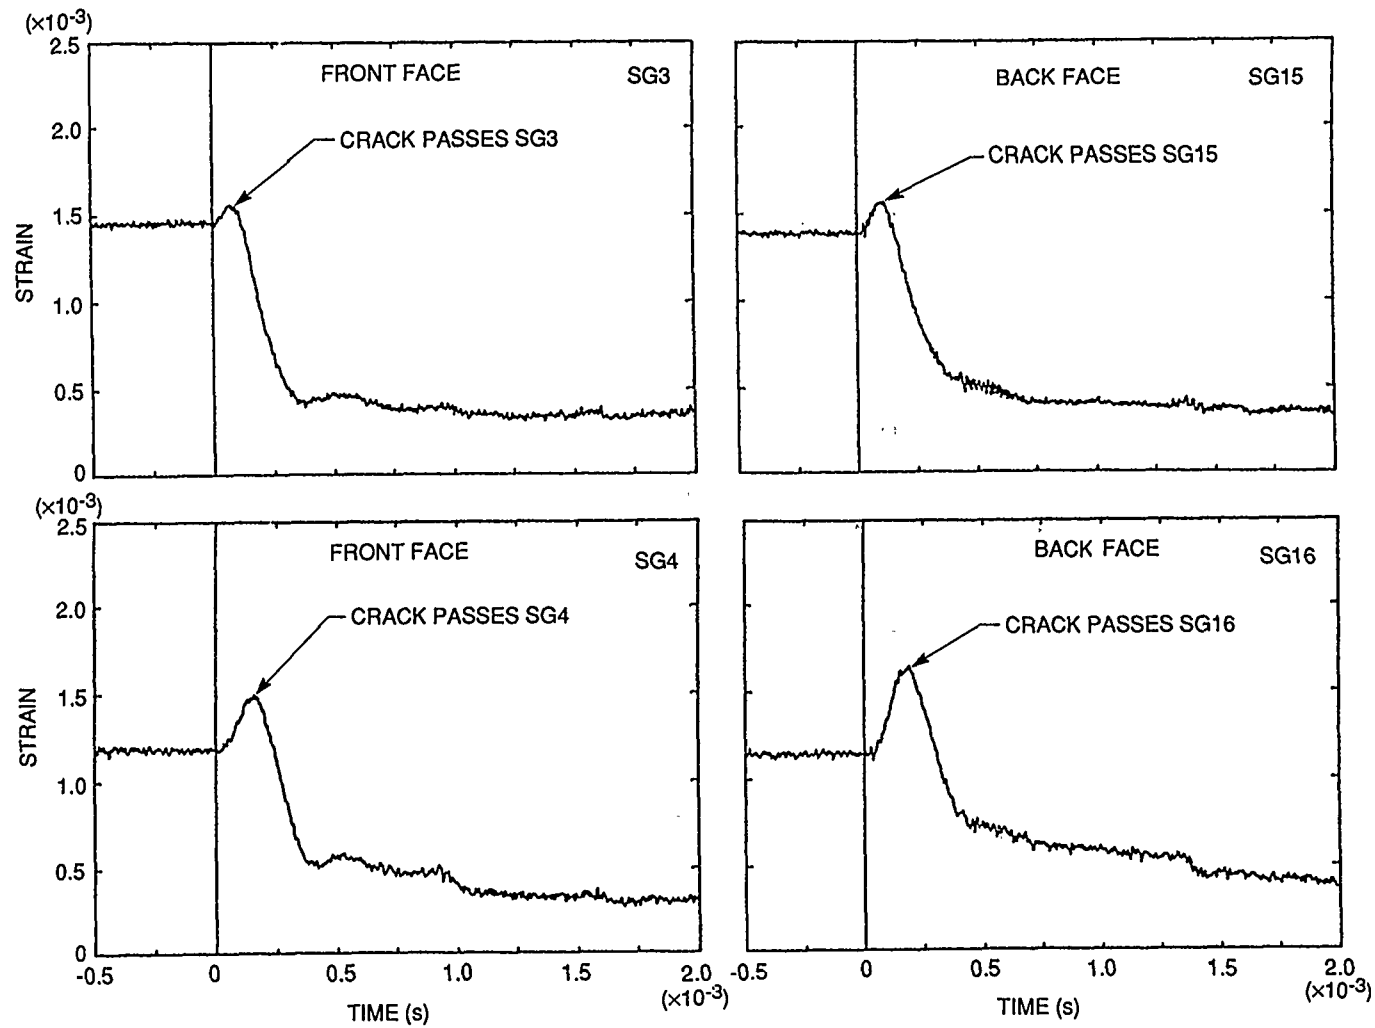 (×10-3)
2.5
2.0
1.5
1.0
0.5
0
STRAIN
FRONT FACE
SG3
CRACK PASSES SG3
BACK FACE
SG15
CRACK PASSES SG15
(×10-3)
2.5
2.0
1.5
1.0
0.5
0
STRAIN
FRONT FACE
SG4
CRACK PASSES SG4
-0.5 0 0.5 1.0 1.5 2.0
(×10-3)
TIME (s)
BACK FACE
SG16
CRACK PASSES SG16
-0.5 0 0.5 1.0 1.5 2.0
(×10-3)
TIME (s)